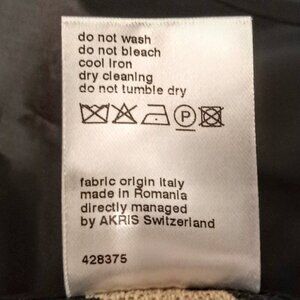 do not wash
do not bleach
cool iron
dry cleaning
do not tumble dry
P
fabric origin Italy
made in Romania
directly managed
by AKRIS Switzerland
428375